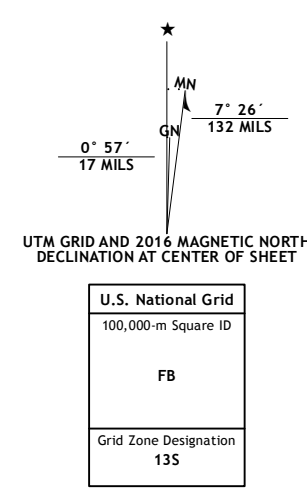 ★
MN
GN
7° 26´
132 MILS
0° 57´
17 MILS
UTM GRID AND 2016 MAGNETIC NORTH
DECLINATION AT CENTER OF SHEET
U.S. National Grid
100,000-m Square ID
FB
Grid Zone Designation
13S